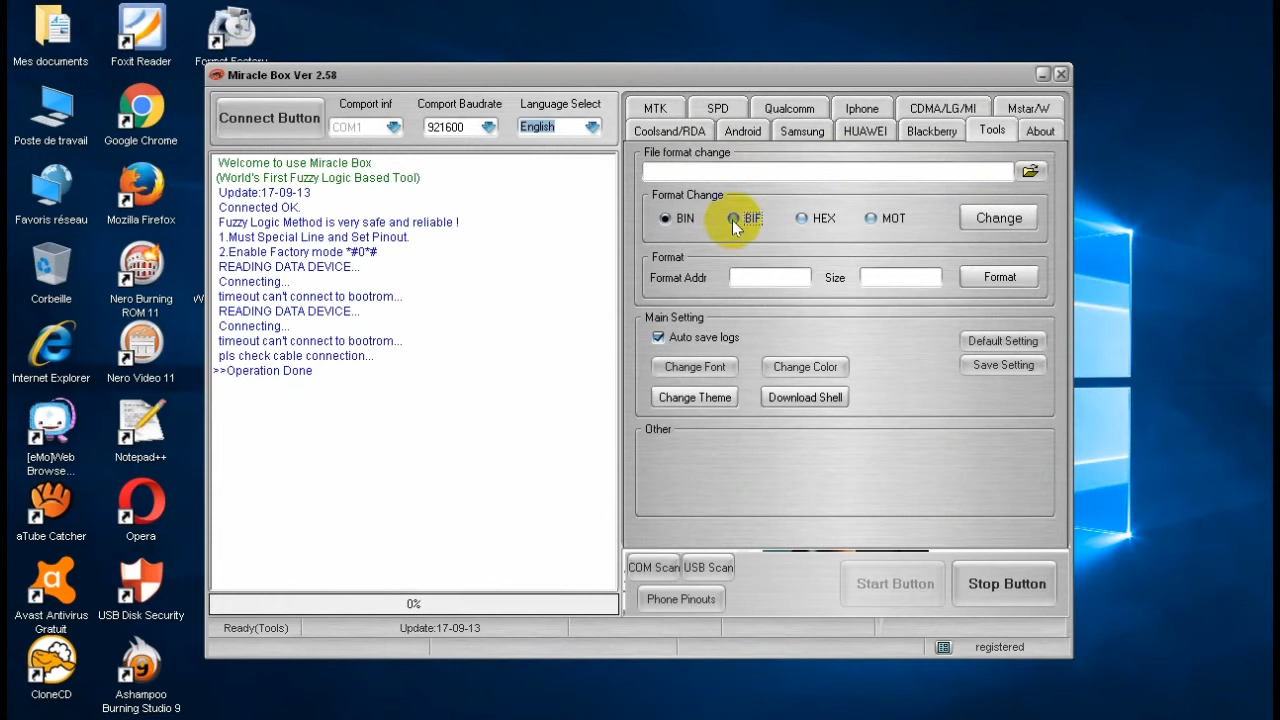 Mes documents
Foxit Reader
Format Factory
Poste de travail
Google Chrome
Favoris réseau
Mozilla Firefox
Corbeille
Nero Burning
ROM 11
Internet Explorer
Nero Video 11
[eMo]Web
Browse...
Notepad++
aTube Catcher
Opera
Avast Antivirus
Gratuit
USB Disk Security
CloneCD
Ashampoo
Burning Studio 9
Miracle Box Ver 2.58
Connect Button
Comport inf
Comport Baudrate
Language Select
COM1
921600
English
Welcome to use Miracle Box
(World's First Fuzzy Logic Based Tool)
Update:17-09-13
Connected OK.
Fuzzy Logic Method is very safe and reliable !
1.Must Special Line and Set Pinout.
2.Enable Factory mode *#0*#
READING DATA DEVICE...
Connecting...
timeout can't connect to bootrom...
READING DATA DEVICE...
Connecting...
timeout can't connect to bootrom...
pls check cable connection...
>>Operation Done
0%
MTK
SPD
Qualcomm
Iphone
CDMA/LG/MI
Mstar/W
Coolsand/RDA
Android
Samsung
HUAWEI
Blackberry
Tools
About
File format change
Format Change
BIN
BIF
HEX
MOT
Change
Format
Format Addr
Size
Format
Main Setting
Auto save logs
Default Setting
Change Font
Change Color
Save Setting
Change Theme
Download Shell
Other
COM Scan
USB Scan
Phone Pinouts
Start Button
Stop Button
Ready(Tools)
Update:17-09-13
registered